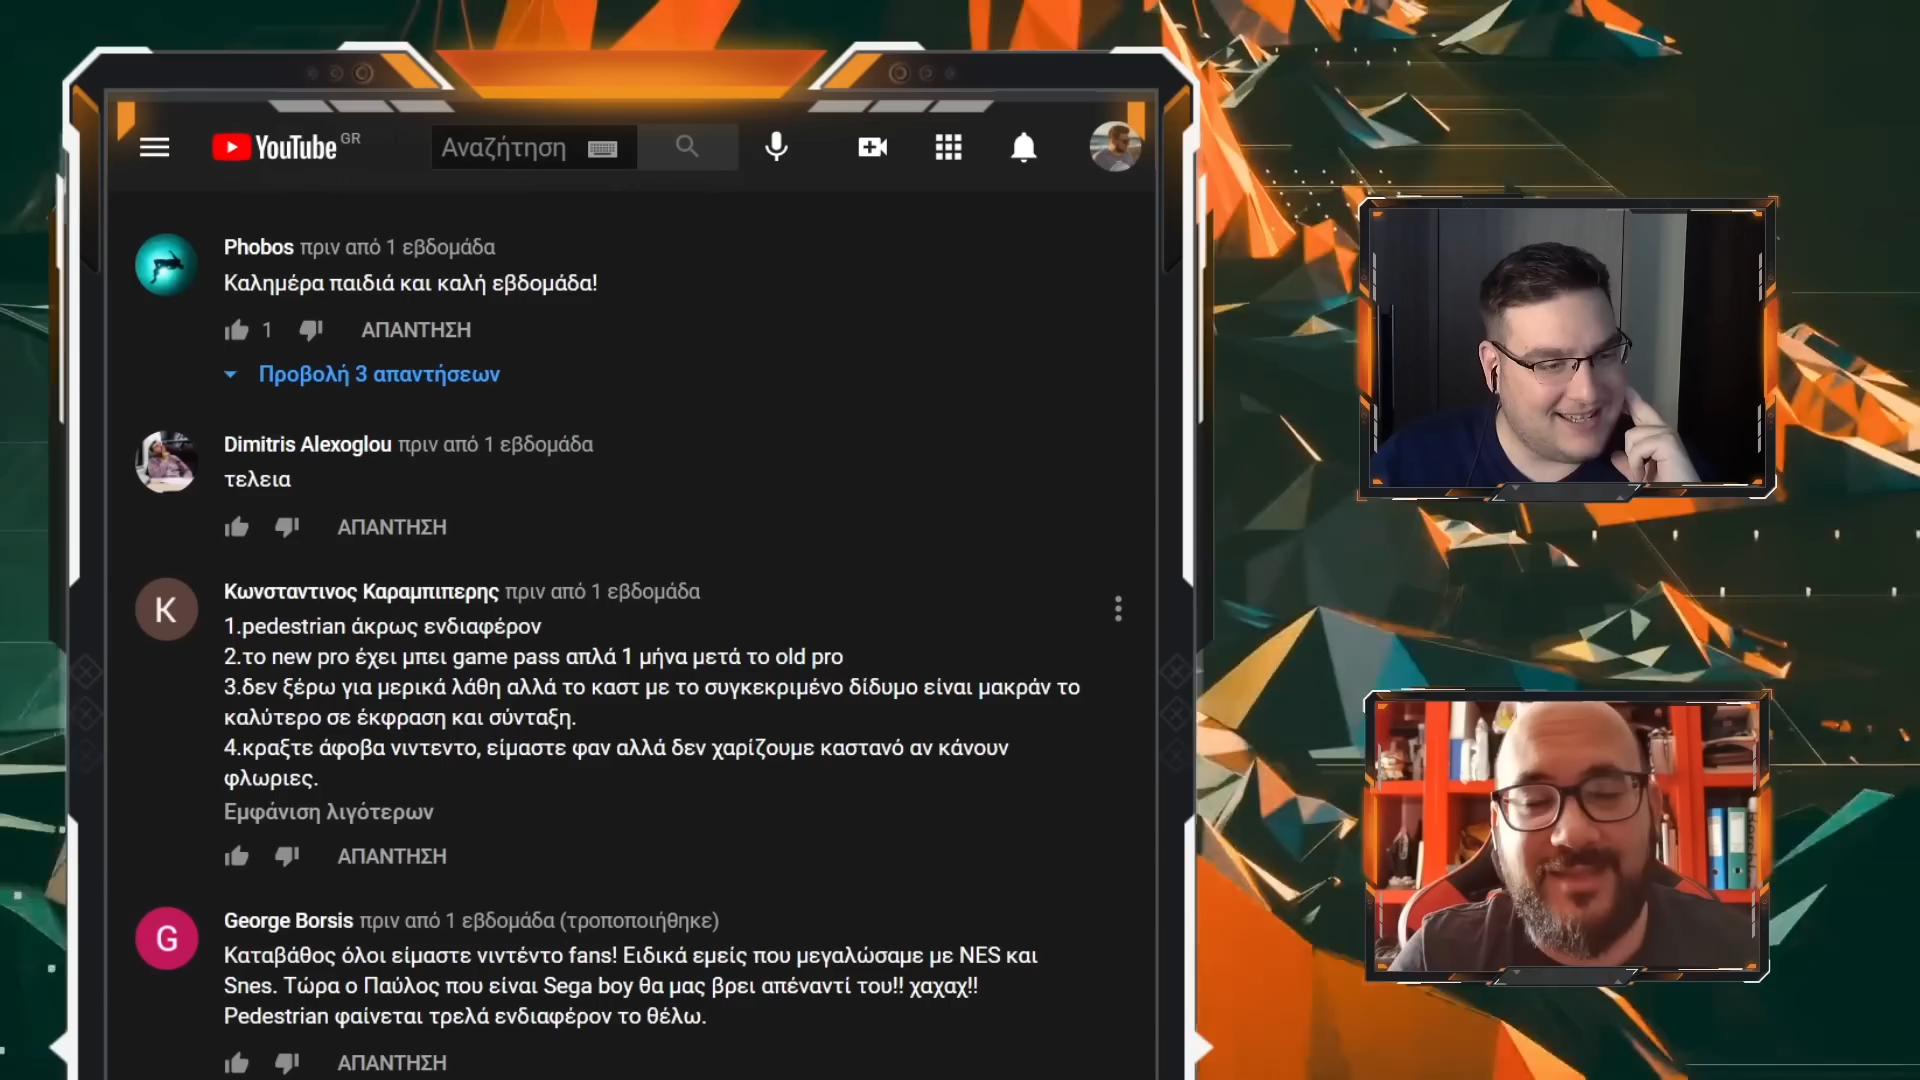 YouTube GR
Αναζήτηση
Phobos πριν από 1 εβδομάδα
Καλημέρα παιδιά και καλή εβδομάδα!
1 ΑΠΑΝΤΗΣΗ
Προβολή 3 απαντήσεων
Dimitris Alexoglou πριν από 1 εβδομάδα
τελεια
ΑΠΑΝΤΗΣΗ
K
Κωνσταντινος Καραμπιπερης πριν από 1 εβδομάδα
1.pedestrian άκρως ενδιαφέρον
2.το new pro έχει μπει game pass απλά 1 μήνα μετά το old pro
3.δεν ξέρω για μερικά λάθη αλλά το καστ με το συγκεκριμένο δίδυμο είναι μακράν το
καλύτερο σε έκφραση και σύνταξη.
4.κραξτε άφοβα νιντεντο, είμαστε φαν αλλά δεν χαρίζουμε καστανό αν κάνουν
φλωριες.
Εμφάνιση λιγότερων
ΑΠΑΝΤΗΣΗ
G
George Borsis πριν από 1 εβδομάδα (τροποποιήθηκε)
Καταβάθος όλοι είμαστε νιντέντο fans! Ειδικά εμείς που μεγαλώσαμε με NES και
Snes. Τώρα ο Παύλος που είναι Sega boy θα μας βρει απέναντί του!! χαχαχ!!
Pedestrian φαίνεται τρελά ενδιαφέρον το θέλω.
ΑΠΑΝΤΗΣΗ